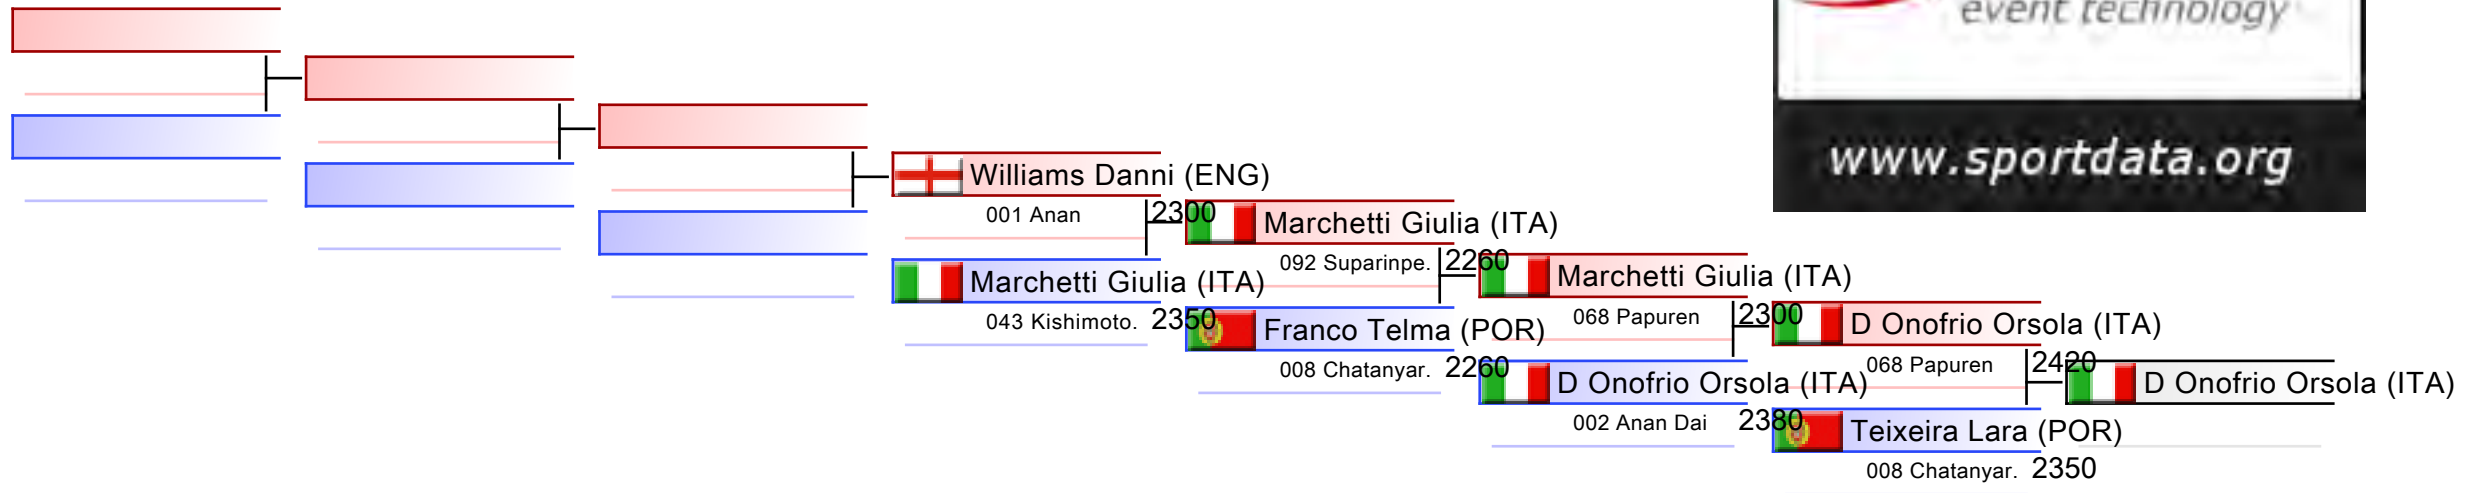 event technology
www.sportdata.org
Williams Danni (ENG)
001 Anan 2300
Marchetti Giulia (ITA)
043 Kishimoto. 2350
Marchetti Giulia (ITA)
092 Suparinpe. 2260
Franco Telma (POR)
008 Chatanyar. 2260
Marchetti Giulia (ITA)
068 Papuren 2300
D Onofrio Orsola (ITA)
002 Anan Dai 2380
D Onofrio Orsola (ITA)
068 Papuren 2420
Teixeira Lara (POR)
008 Chatanyar. 2350
D Onofrio Orsola (ITA)